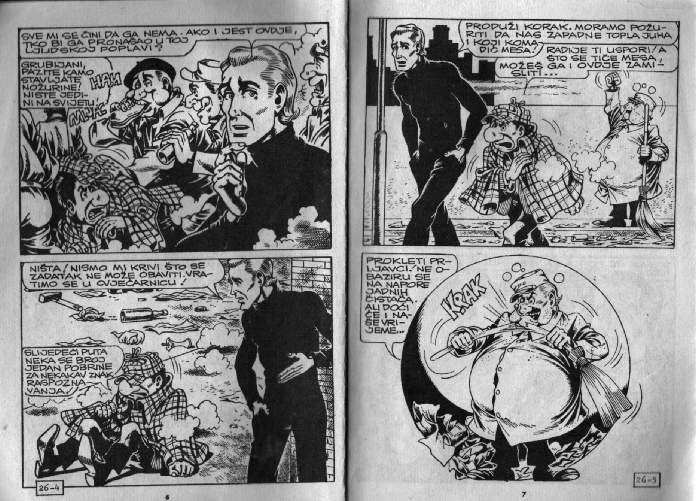 SVE MI SE ČINI DA GA NEMA. AKO I JEST OVDJE,
TKO BI GA PRONAŠAO U TOJ
LJUDSKOJ POPLAVI?
GRUBIJANI,
PAZITE KAMO
STAVLJATE
NOŽURINE!
NISTE JEDI
NI NA SVIJETU!
HAM
MLJAC
NIŠTA! NISMO MI KRIVI ŠTO SE
ZADATAK NE MOŽE OBAVITI. VRA-
TIMO SE U CVJEĆARNICU!
SLIJEDEĆI PUTA
NEKA SE BROJ
JEDAN POBRINE
ZA NEKAKAV ZNAK
RASPOZNA
VANJA!
26-4
6
PRODUŽI KORAK. MORAMO POŽU-
RITI DA NAS ZAPADNE TOPLA JUHA
I KOJI KOMA-
DIĆ MESA!
RADIJE TI USPORI! A
ŠTO SE TIČE MESA,
MOŽEŠ GA I OVDJE ZAMI
SLITI...
PROKLETI PR-
LJAVCI! NE O-
BAZIRU SE
NA NAPORE
JADNIH
ČISTAČA.
ALI DOĆI
ĆE I NA-
ŠE VRI-
JEME...
KRAK
26-5
7